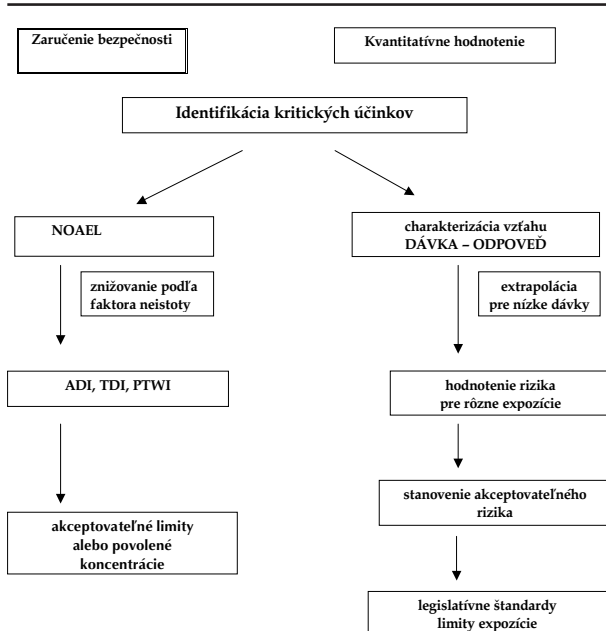 Zaručenie bezpečnosti
Kvantitatívne hodnotenie
Identifikácia kritických účinkov
NOAEL
znižovanie podľa
faktora neistoty
ADI, TDI, PTWI
akceptovateľné limity
alebo povolené
koncentrácie
charakterizácia vzťahu
DÁVKA – ODPOVEĎ
extrapolácia
pre nízke dávky
hodnotenie rizika
pre rôzne expozície
stanovenie akceptovateľného
rizika
legislatívne štandardy
limity expozície